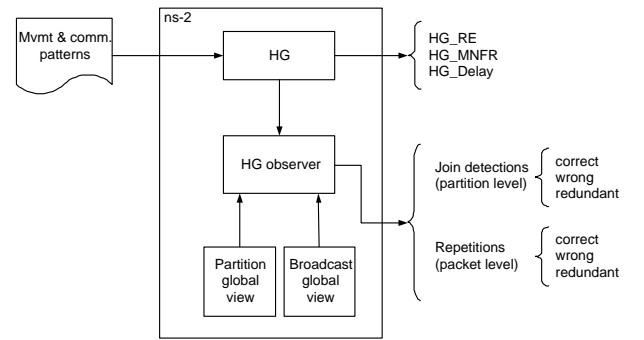 ns-2
Mvmt & comm.
patterns
HG
HG_RE
HG_MNFR
HG_Delay
HG observer
Join detections
(partition level)
correct
wrong
redundant
Repetitions
(packet level)
correct
wrong
redundant
Partition
global
view
Broadcast
global
view